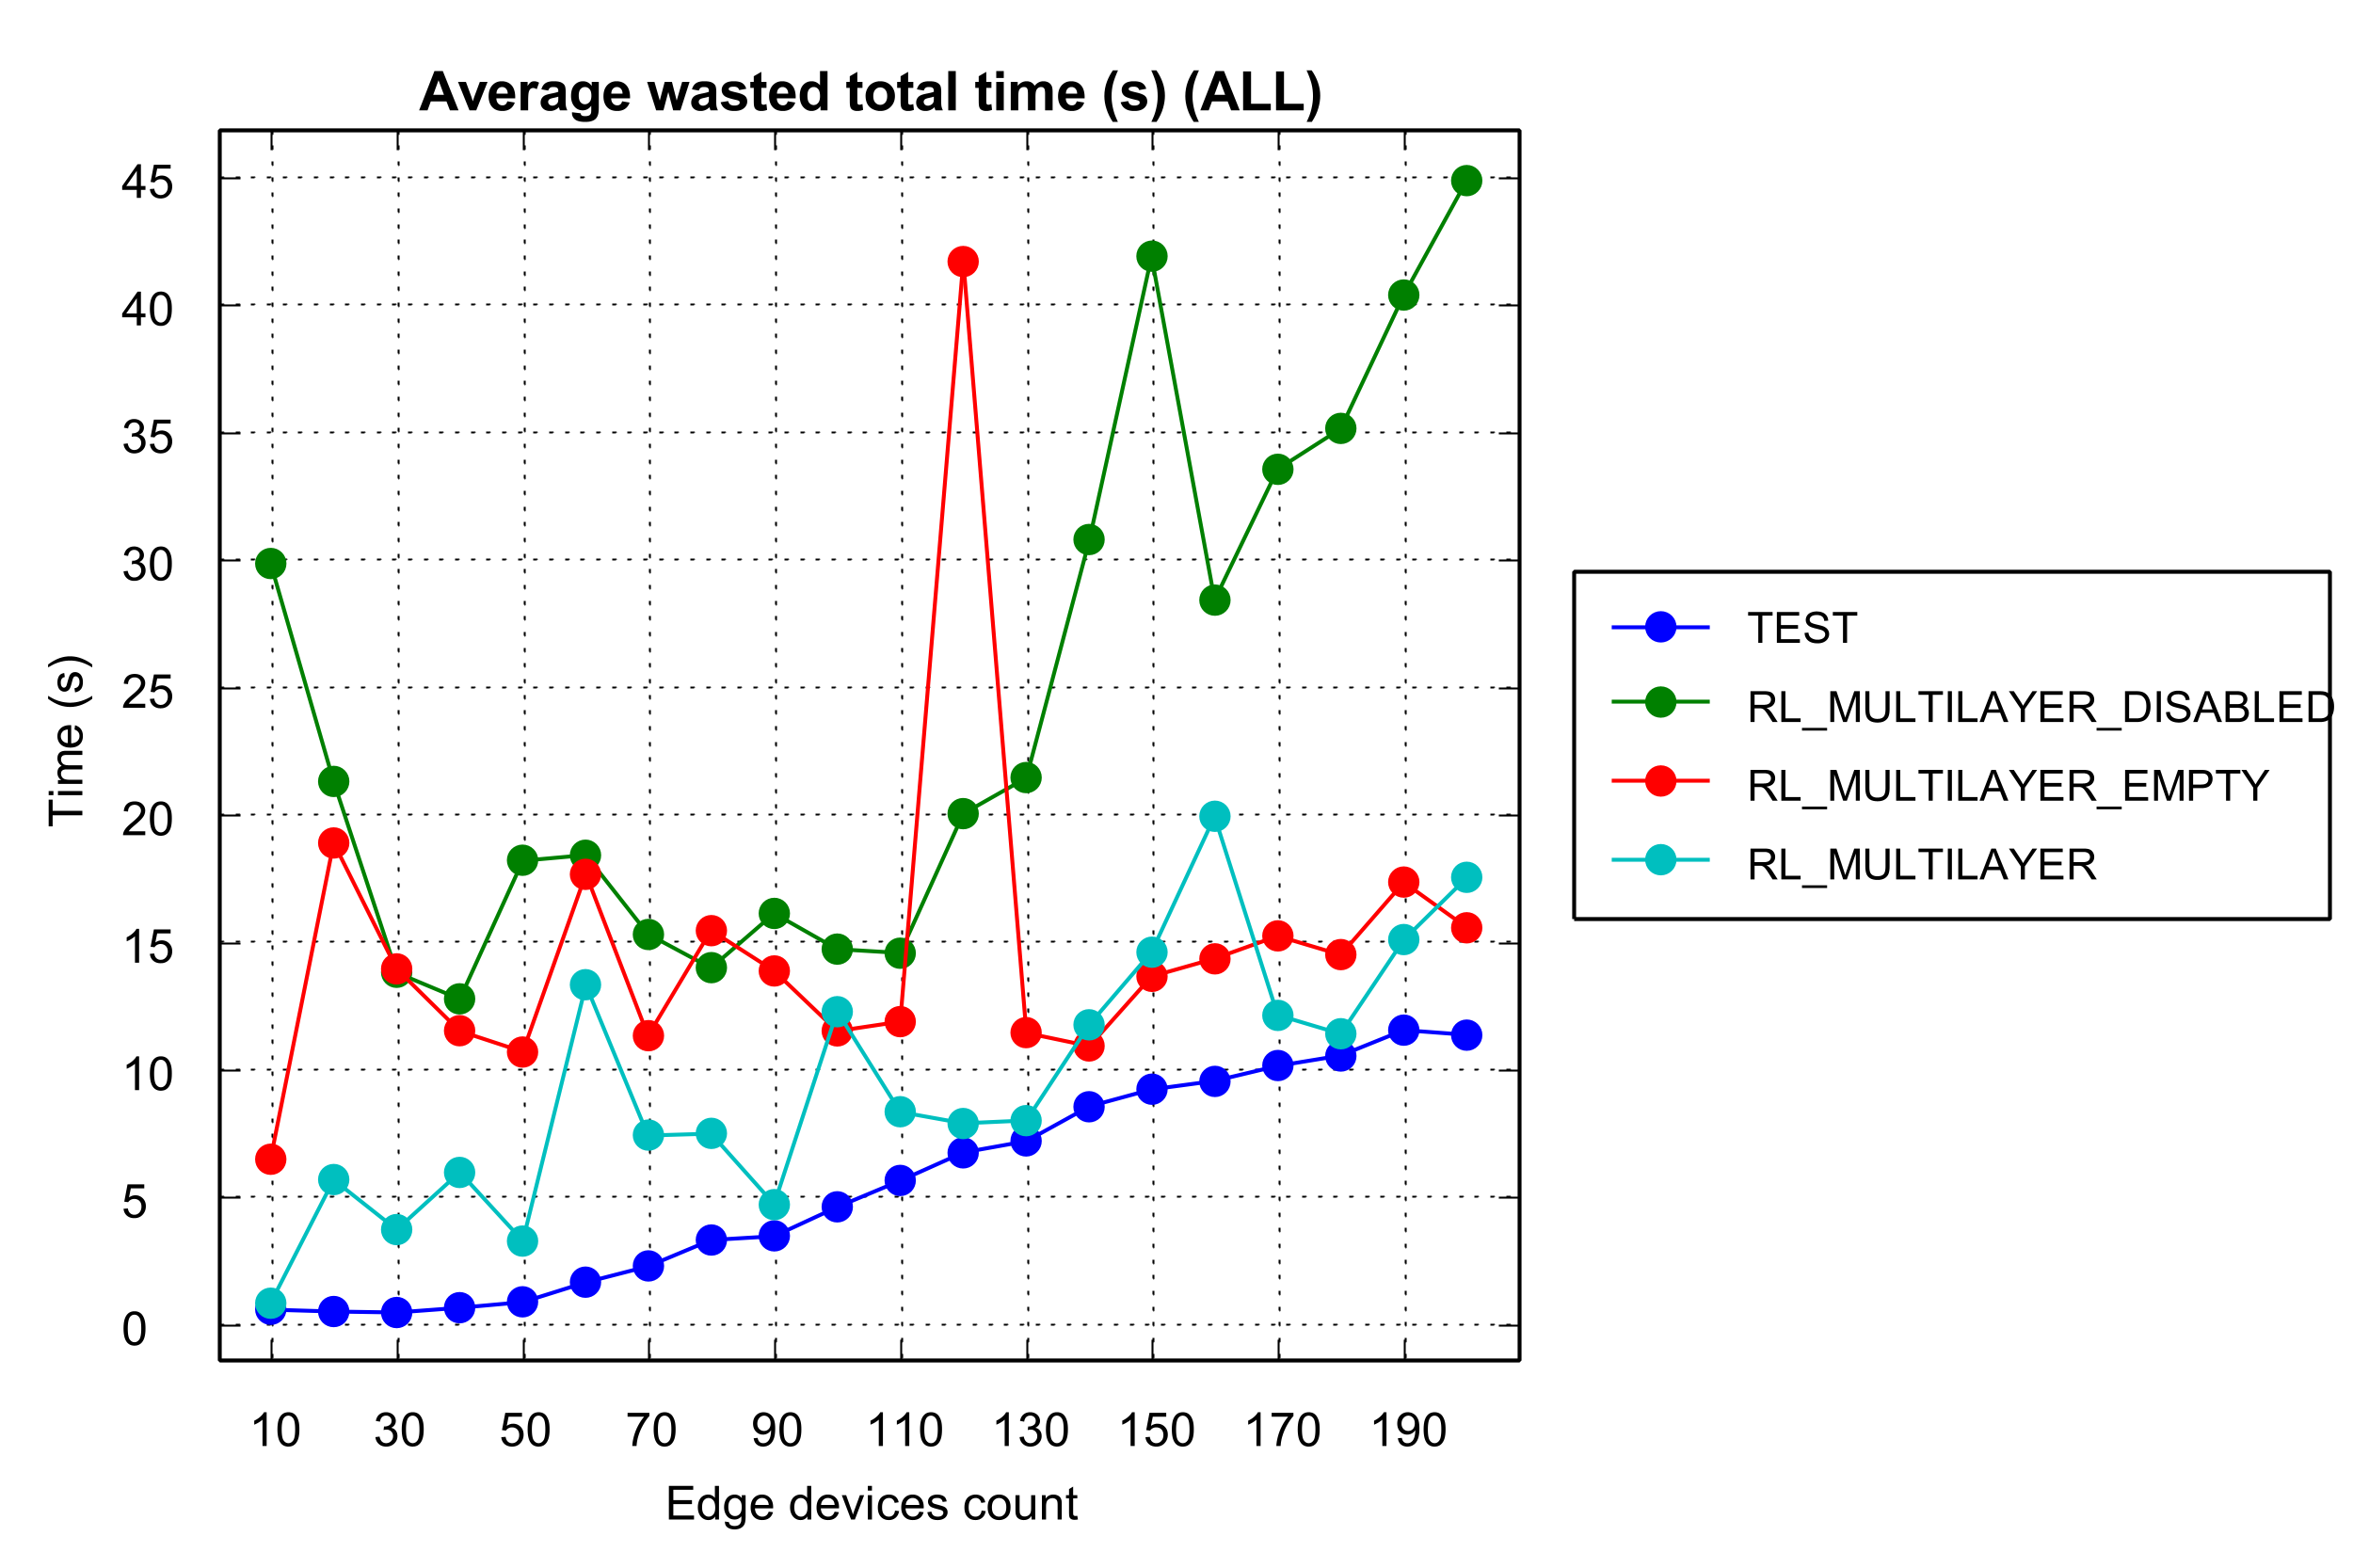 Average wasted total time (s) (ALL)
45
40
35
30
25
20
15
10
5
0
Time (s)
10 30 50 70 90 110 130 150 170 190
Edge devices count
TEST
RL_MULTILAYER_DISABLED
RL_MULTILAYER_EMPTY
RL_MULTILAYER